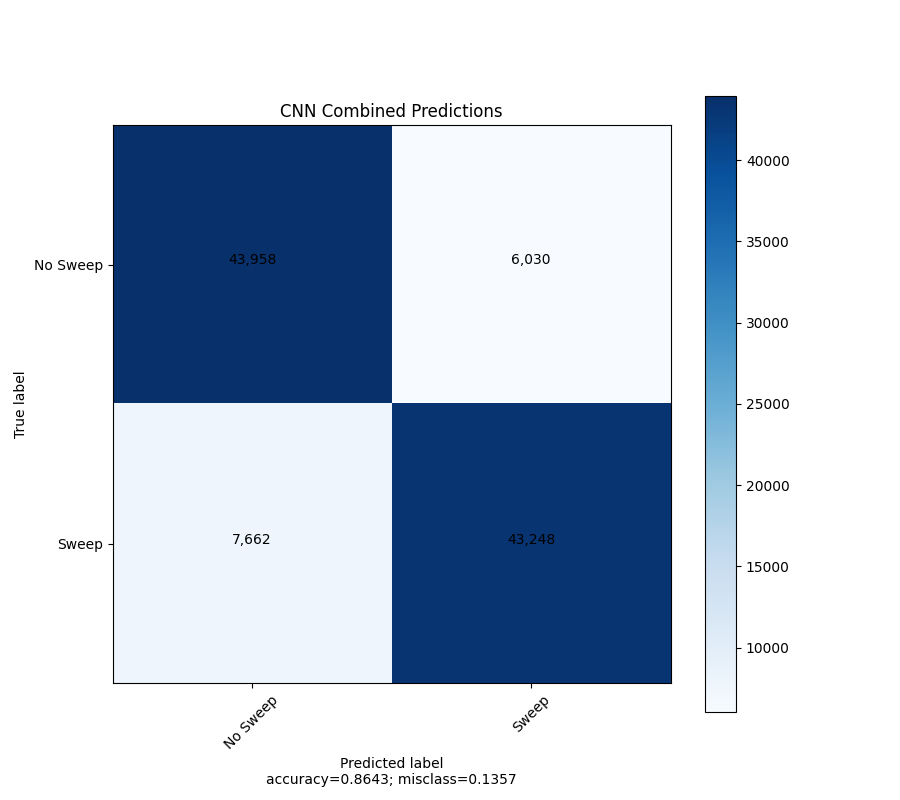 CNN Combined Predictions
No Sweep
Sweep
True label
43,958
6,030
7,662
43,248
No Sweep
Sweep
Predicted label
accuracy=0.8643; misclass=0.1357
40000
35000
30000
25000
20000
15000
10000